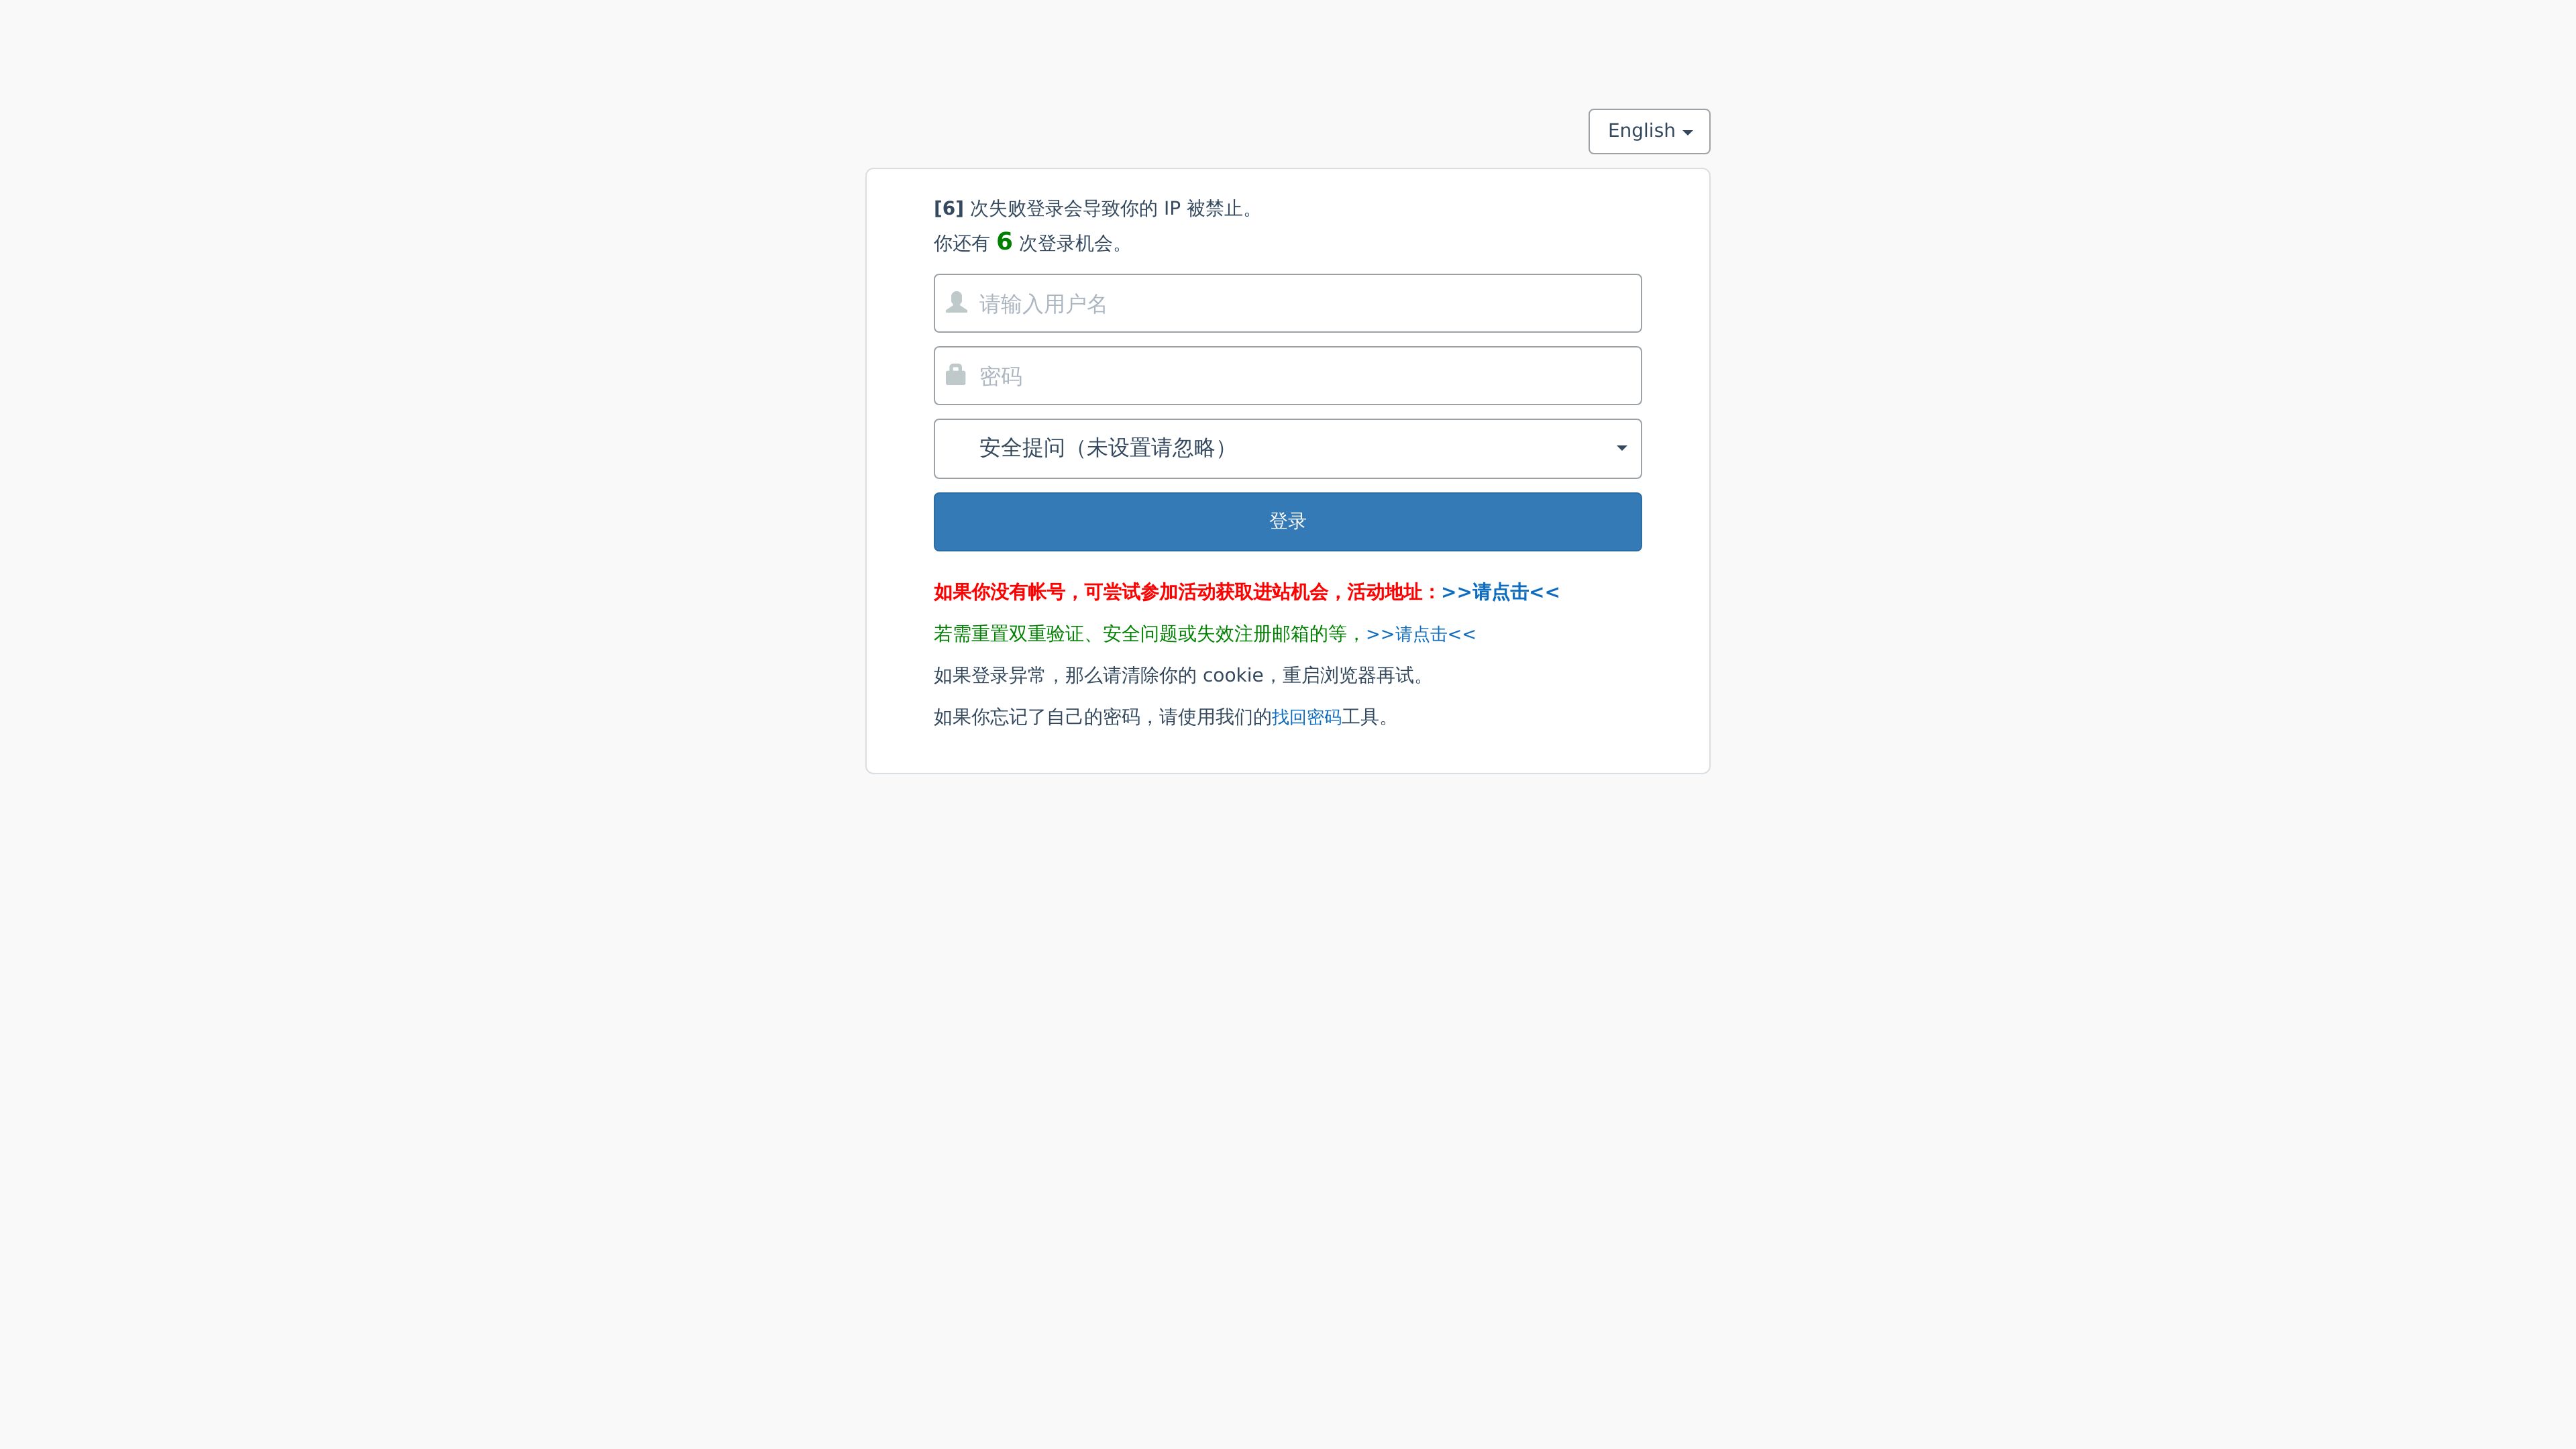 English
[6] 次失败登录会导致你的 IP 被禁止。
你还有 6 次登录机会。
请输入用户名
密码
安全提问（未设置请忽略）
登录
如果你没有帐号，可尝试参加活动获取进站机会，活动地址：>>请点击<<
若需重置双重验证、安全问题或失效注册邮箱的等，>>请点击<<
如果登录异常，那么请清除你的 cookie，重启浏览器再试。
如果你忘记了自己的密码，请使用我们的找回密码工具。